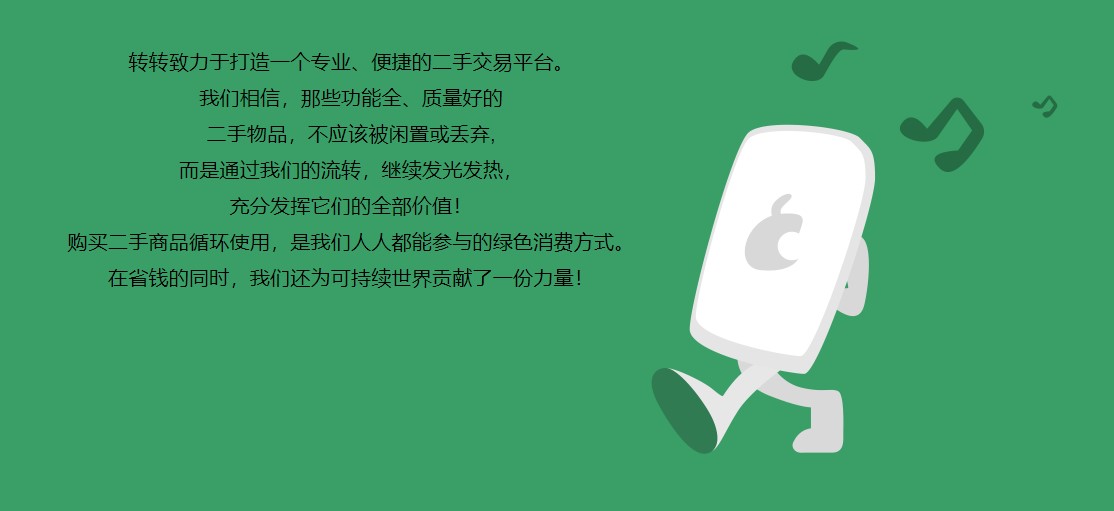 转转致力于打造一个专业、便捷的二手交易平台。
我们相信，那些功能全、质量好的
二手物品，不应该被闲置或丢弃，
而是通过我们的流转，继续发光发热，
充分发挥它们的全部价值！
购买二手商品循环使用，是我们人人都能参与的绿色消费方式。
在省钱的同时，我们还为可持续世界贡献了一份力量！